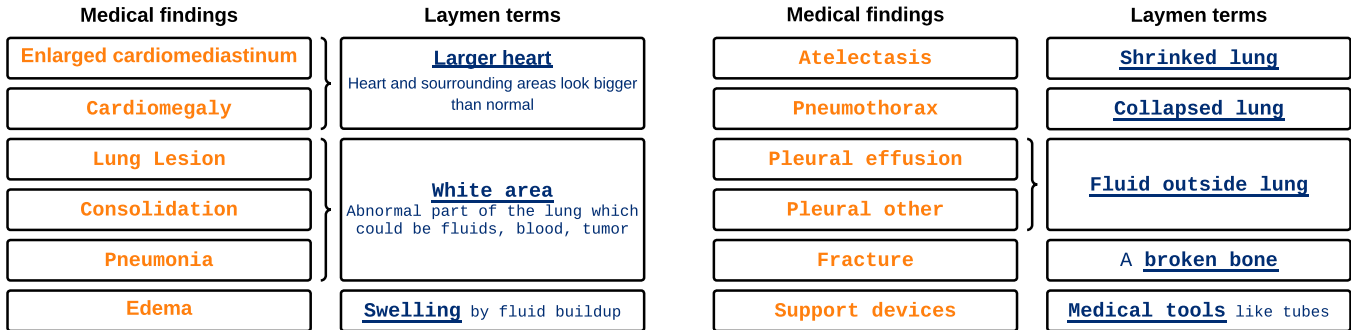 Medical findings
Laymen terms
Enlarged cardiomediastinum
Cardiomegaly
Larger heart
Heart and sourrounding areas look bigger
than normal
Lung Lesion
Consolidation
Pneumonia
White area
Abnormal part of the lung which
could be fluids, blood, tumor
Edema
Swelling by fluid buildup
Medical findings
Laymen terms
Atelectasis
Shrinked lung
Pneumothorax
Collapsed lung
Pleural effusion
Pleural other
Fluid outside lung
Fracture
A broken bone
Support devices
Medical tools like tubes